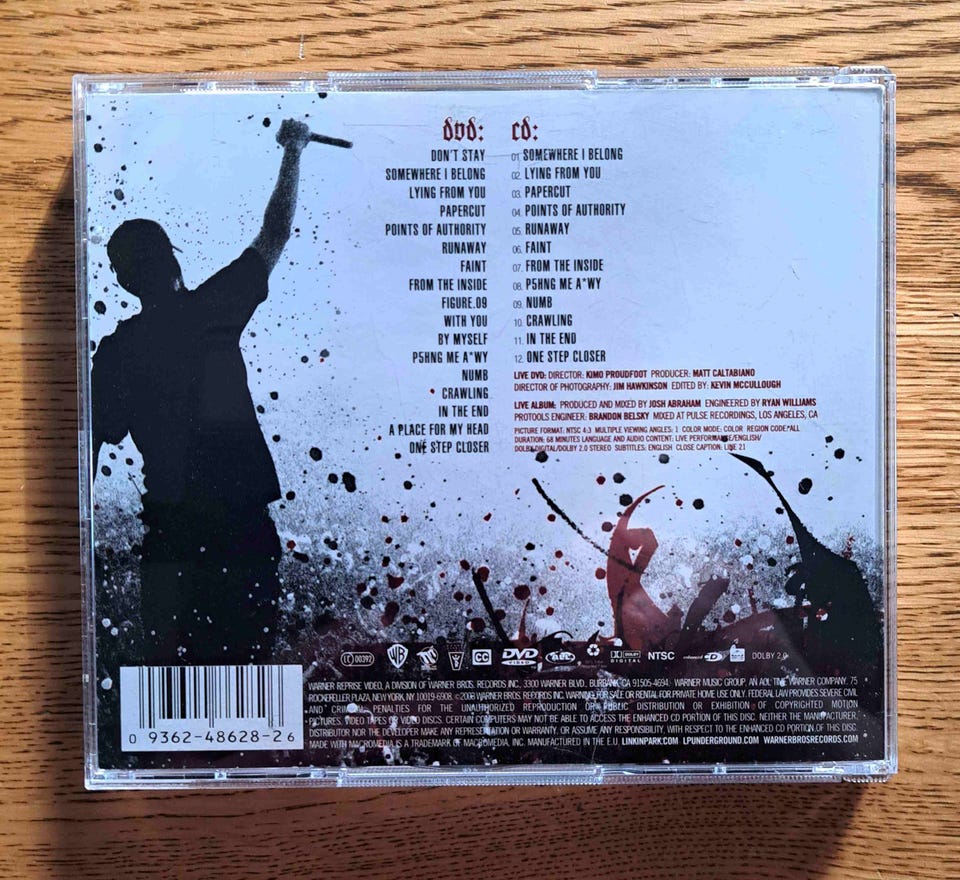 dvd:
DON'T STAY
SOMEWHERE I BELONG
LYING FROM YOU
PAPERCUT
POINTS OF AUTHORITY
RUNAWAY
FAINT
FROM THE INSIDE
FIGURE.09
WITH YOU
BY MYSELF
P5HNG ME A*WY
NUMB
CRAWLING
IN THE END
A PLACE FOR MY HEAD
ONE STEP CLOSER
cd:
01. SOMEWHERE I BELONG
02. LYING FROM YOU
03. PAPERCUT
04. POINTS OF AUTHORITY
05. RUNAWAY
06. FAINT
07. FROM THE INSIDE
08. P5HNG ME A*WY
09. NUMB
10. CRAWLING
11. IN THE END
12. ONE STEP CLOSER
LIVE DVD: DIRECTOR: KIMO PROUDFOOT PRODUCER: MATT CALTABIANO
DIRECTOR OF PHOTOGRAPHY: JIM HAWKINSON EDITED BY: KEVIN MCCULLOUGH
LIVE ALBUM: PRODUCED AND MIXED BY JOSH ABRAHAM ENGINEERED BY RYAN WILLIAMS
PROTOOLS ENGINEER: BRANDON BELSKY MIXED AT PULSE RECORDINGS, LOS ANGELES, CA
PICTURE FORMAT: NTSC 4:3 MULTIPLE VIEWING ANGLES: 1 COLOR MODE: COLOR REGION CODE: ALL
DURATION: 68 MINUTES LANGUAGE AND AUDIO CONTENT: LIVE PERFORMANCE/ENGLISH/
DOLBY DIGITAL/DOLBY 2.0 STEREO SUBTITLES: ENGLISH CLOSE CAPTION: LINE 21
LC 00392 WB CC DVD VIDEO DOLBY DIGITAL NTSC DOLBY 2.0
WARNER REPRISE VIDEO, A DIVISION OF WARNER BROS. RECORDS INC. 3300 WARNER BLVD., BURBANK, CA 91505-4694. WARNER MUSIC GROUP, AN AOL TIME WARNER COMPANY. 75
ROCKEFELLER PLAZA, NEW YORK, NY 10019-6908. ©2003 WARNER BROS. RECORDS INC. WARNING: FOR SALE OR RENTAL FOR PRIVATE HOME USE ONLY. FEDERAL LAW PROVIDES SEVERE CIVIL
AND CRIMINAL PENALTIES FOR THE UNAUTHORIZED REPRODUCTION OR PUBLIC DISTRIBUTION OR EXHIBITION OF COPYRIGHTED MOTION
PICTURES, VIDEO TAPES OR VIDEO DISCS. CERTAIN COMPUTERS MAY NOT BE ABLE TO ACCESS THE ENHANCED CD PORTION OF THIS DISC. NEITHER THE MANUFACTURER,
DISTRIBUTOR NOR THE DEVELOPER MAKE ANY REPRESENTATION OR WARRANTY, OR ASSUME ANY RESPONSIBILITY, WITH RESPECT TO THE ENHANCED CD PORTION OF THIS DISC.
MADE WITH MACROMEDIA IS A TRADEMARK OF MACROMEDIA, INC. MANUFACTURED IN THE E.U. LINKINPARK.COM LPUNDERGROUND.COM WARNERBROSRECORDS.COM
0 9362-48628-2 6